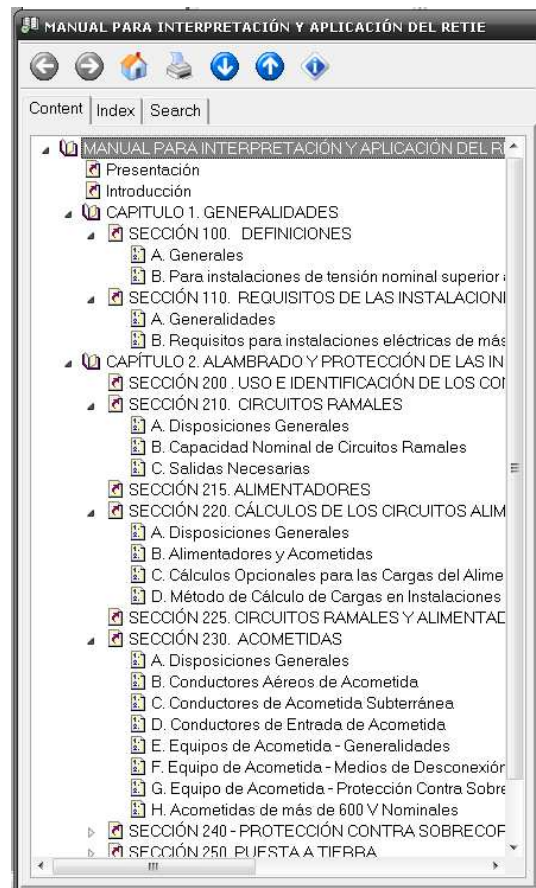 MANUAL PARA INTERPRETACIÓN Y APLICACIÓN DEL RETIE
Content Index Search
MANUAL PARA INTERPRETACIÓN Y APLICACIÓN DEL RI
Presentación
Introducción
CAPITULO 1. GENERALIDADES
SECCIÓN 100. DEFINICIONES
A. Generales
B. Para instalaciones de tensión nominal superior a
SECCIÓN 110. REQUISITOS DE LAS INSTALACIONI
A. Generalidades
B. Requisitos para instalaciones eléctricas de más
CAPÍTULO 2. ALAMBRADO Y PROTECCIÓN DE LAS IN
SECCIÓN 200 . USO E IDENTIFICACIÓN DE LOS CO
SECCIÓN 210. CIRCUITOS RAMALES
A. Disposiciones Generales
B. Capacidad Nominal de Circuitos Ramales
C. Salidas Necesarias
SECCIÓN 215. ALIMENTADORES
SECCIÓN 220. CÁLCULOS DE LOS CIRCUITOS ALIM
A. Disposiciones Generales
B. Alimentadores y Acometidas
C. Cálculos Opcionales para las Cargas del Alime
D. Método de Cálculo de Cargas en Instalaciones
SECCIÓN 225. CIRCUITOS RAMALES Y ALIMENTAD
SECCIÓN 230. ACOMETIDAS
A. Disposiciones Generales
B. Conductores Aéreos de Acometida
C. Conductores de Acometida Subterránea
D. Conductores de Entrada de Acometida
E. Equipos de Acometida - Generalidades
F. Equipo de Acometida - Medios de Desconexión
G. Equipo de Acometida - Protección Contra Sobre
H. Acometidas de más de 600 V Nominales
SECCIÓN 240 - PROTECCIÓN CONTRA SOBRECOR
SECCIÓN 250. PUESTA A TIERRA